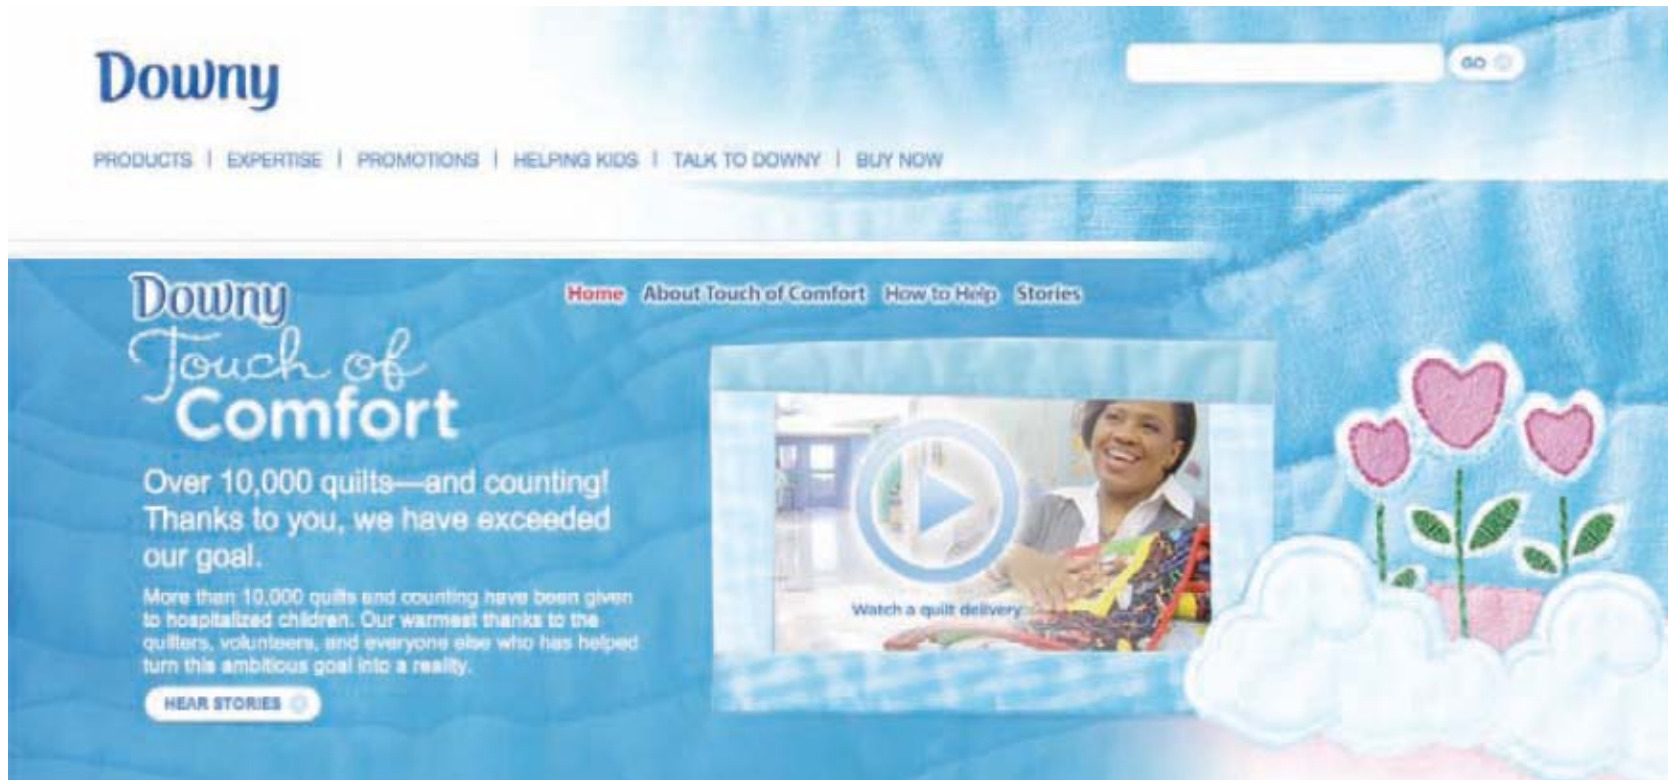 Downy
GO
PRODUCTS | EXPERTISE | PROMOTIONS | HELPING KIDS | TALK TO DOWNY | BUY NOW
Downy
Touch of
Comfort
Home About Touch of Comfort How to Help Stories
Over 10,000 quilts—and counting!
Thanks to you, we have exceeded
our goal.
More than 10,000 quilts and counting have been given
to hospitalized children. Our warmest thanks to the
quilters, volunteers, and everyone else who has helped
turn this ambitious goal into a reality.
HEAR STORIES
Watch a quilt delivery